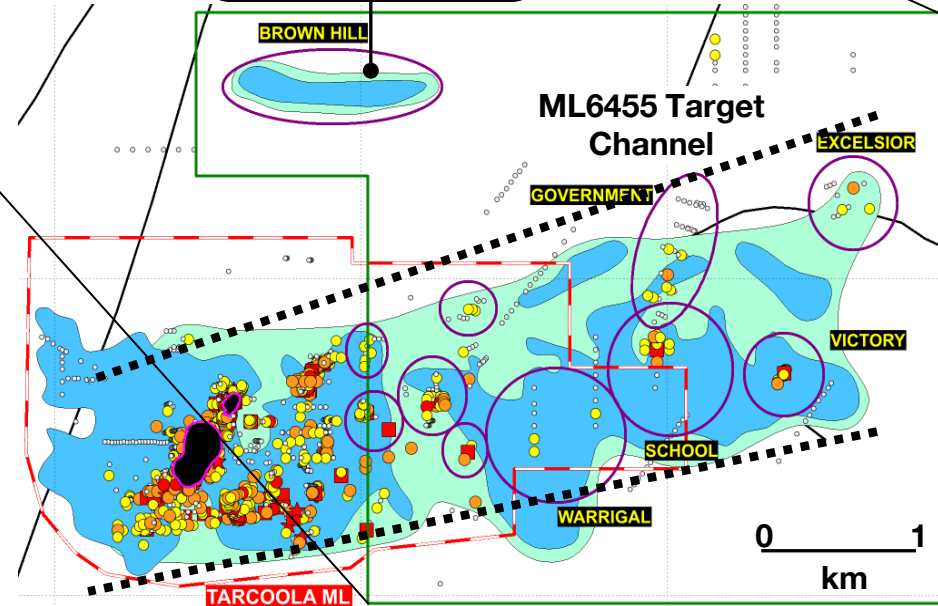 BROWN HILL
ML6455 Target
Channel
EXCELSIOR
GOVERNMENT
VICTORY
SCHOOL
WARRIGAL
0 1
km
TARCOOLA ML